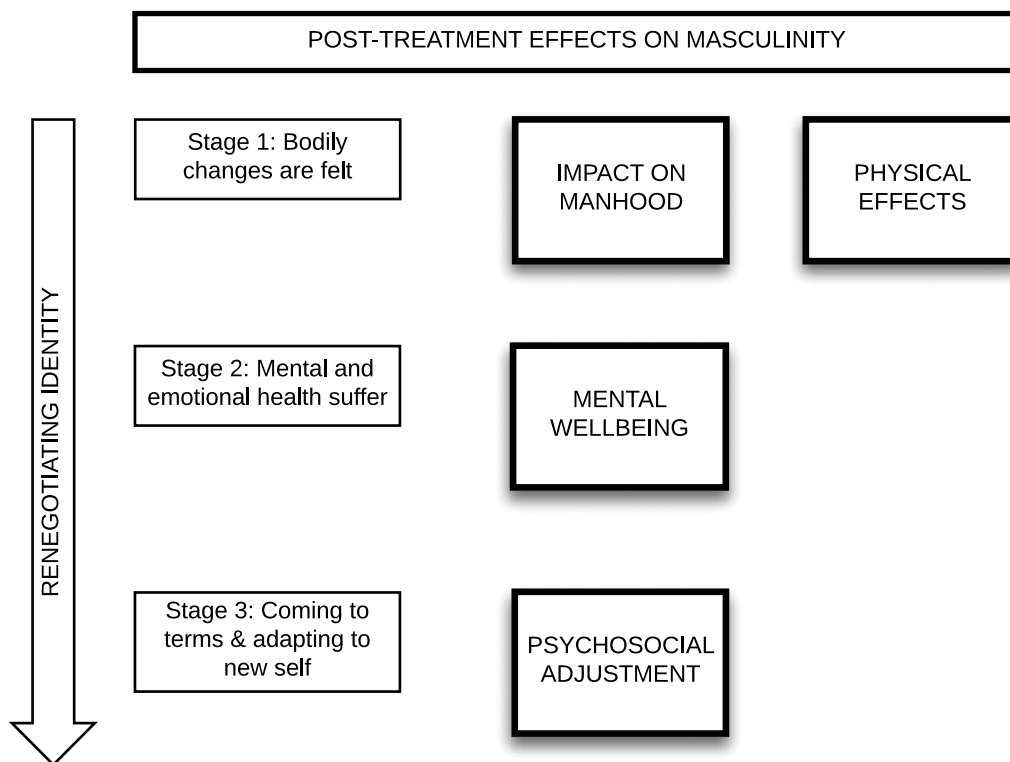 POST-TREATMENT EFFECTS ON MASCULINITY
RENEGOTIATING IDENTITY
Stage 1: Bodily
changes are felt
IMPACT ON
MANHOOD
PHYSICAL
EFFECTS
Stage 2: Mental and
emotional health suffer
MENTAL
WELLBEING
Stage 3: Coming to
terms & adapting to
new self
PSYCHOSOCIAL
ADJUSTMENT